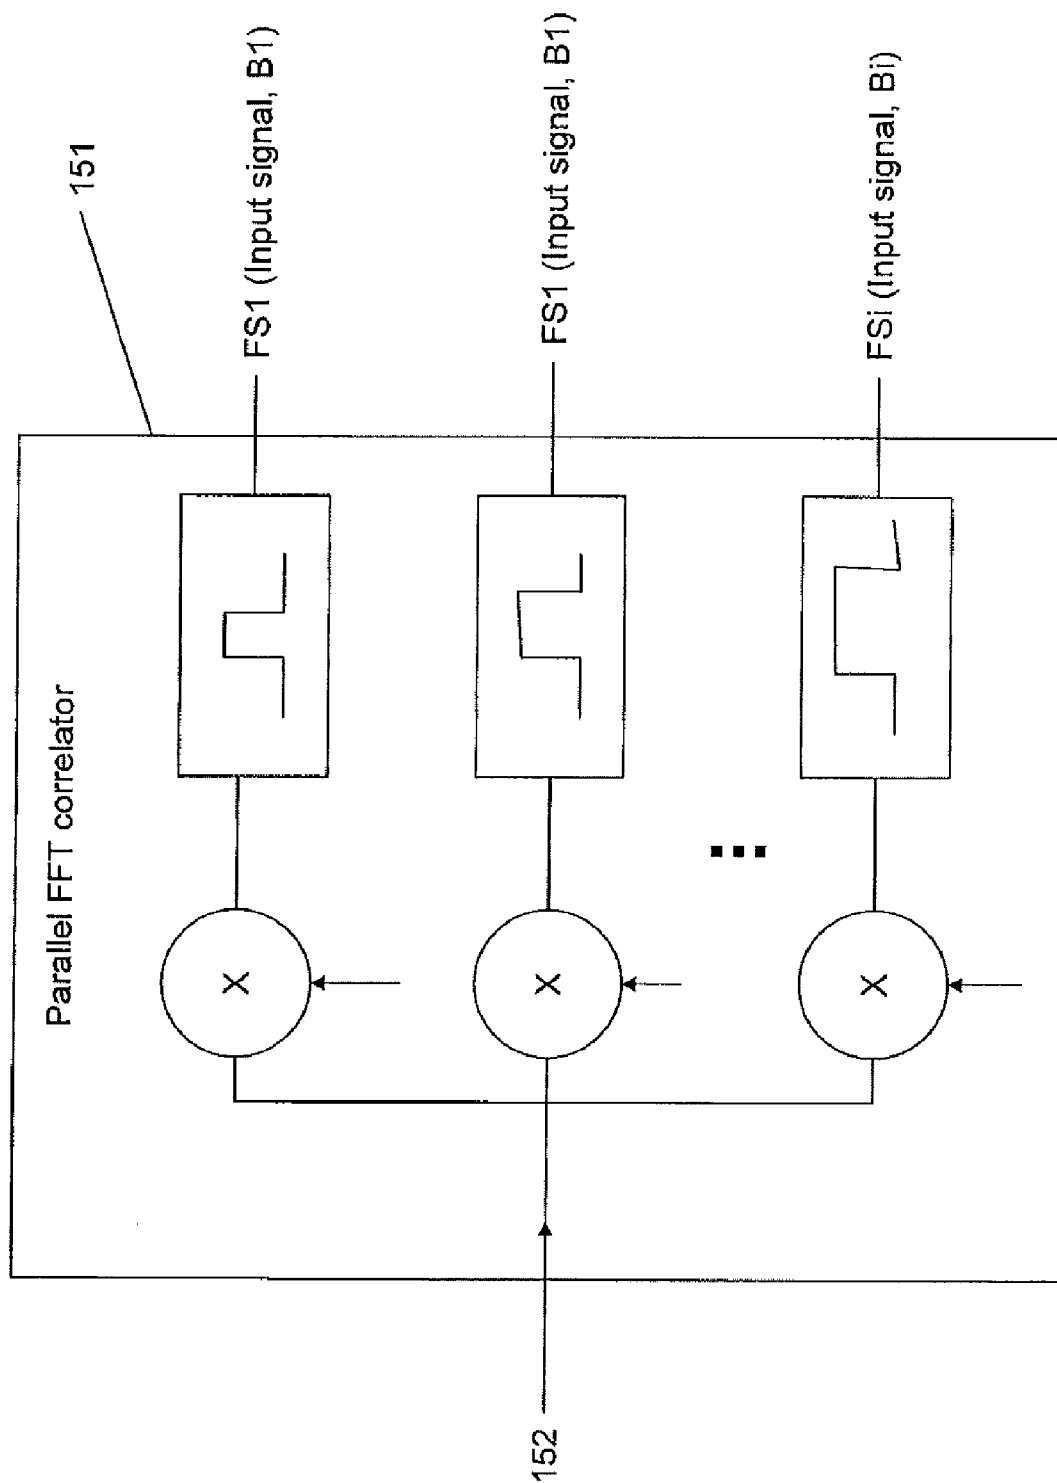 Parallel FFT correlator
151
X
FS1 (Input signal, B1)
152
X
FS1 (Input signal, B1)
X
FSi (Input signal, Bi)